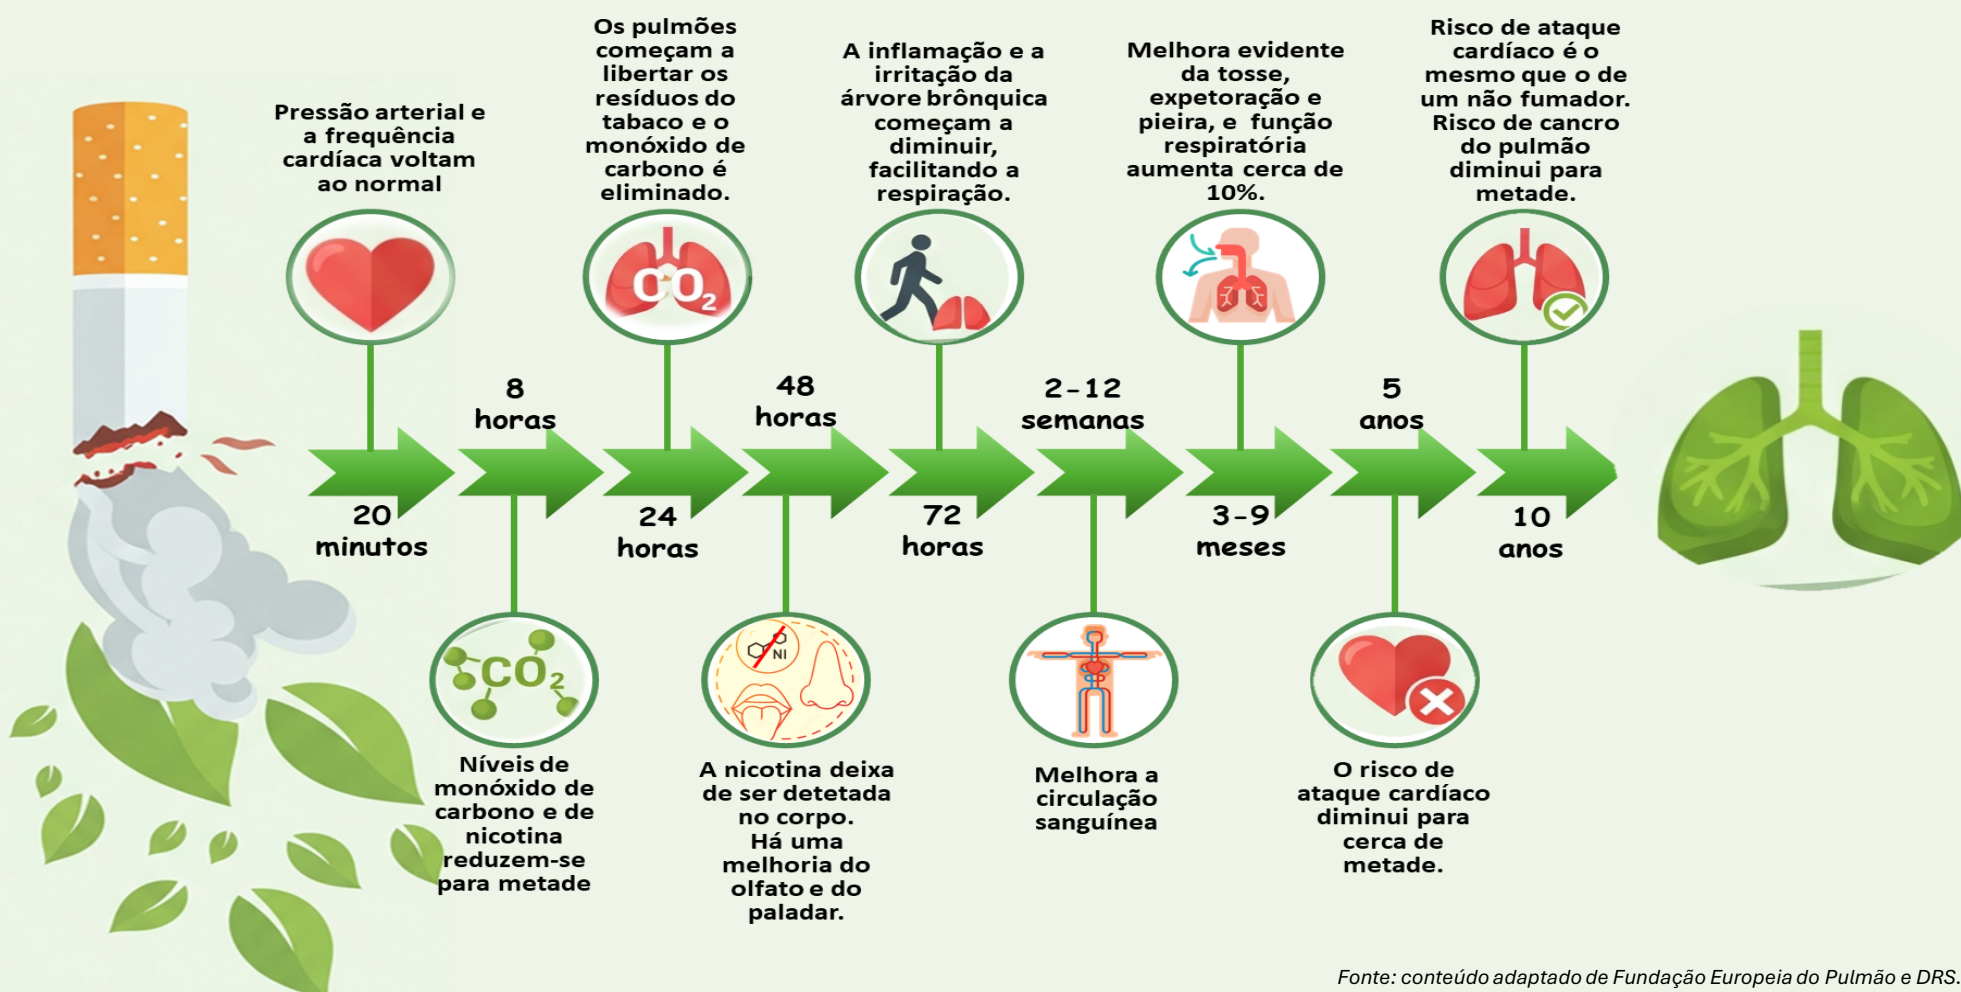 Pressão arterial e
a frequência
cardíaca voltam
ao normal
20
minutos
8
horas
CO₂
Níveis de
monóxido de
carbono e de
nicotina
reduzem-se
para metade
Os pulmões
começam a
libertar os
resíduos do
tabaco e o
monóxido de
carbono é
eliminado.
CO₂
24
horas
48
horas
NI
A nicotina deixa
de ser detetada
no corpo.
Há uma
melhoria do
olfato e do
paladar.
A inflamação e a
irritação da
árvore brônquica
começam a
diminuir,
facilitando a
respiração.
72
horas
2-12
semanas
Melhora a
circulação
sanguínea
Melhora evidente
da tosse,
expetoração e
pieira, e função
respiratória
aumenta cerca de
10%.
3-9
meses
5
anos
O risco de
ataque cardíaco
diminui para
cerca de
metade.
Risco de ataque
cardíaco é o
mesmo que o de
um não fumador.
Risco de cancro
do pulmão
diminui para
metade.
10
anos
Fonte: conteúdo adaptado de Fundação Europeia do Pulmão e DRS.